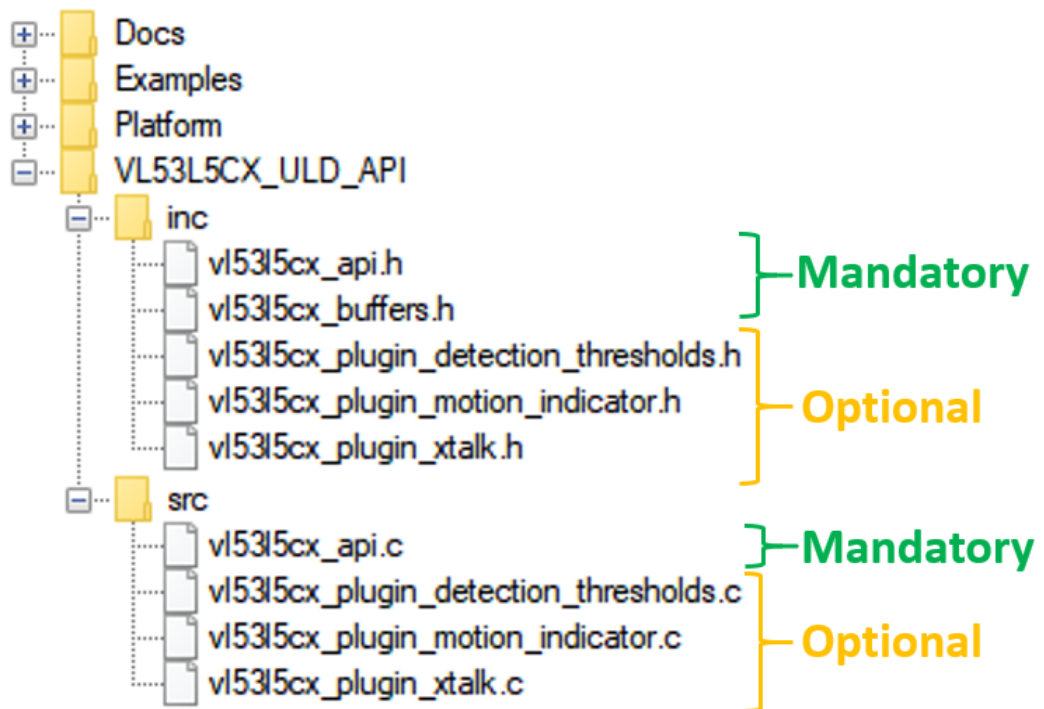 Docs
Examples
Platform
VL53L5CX_ULD_API
inc
vl53l5cx_api.h
vl53l5cx_buffers.h
Mandatory
vl53l5cx_plugin_detection_thresholds.h
vl53l5cx_plugin_motion_indicator.h
Optional
vl53l5cx_plugin_xtalk.h
src
vl53l5cx_api.c
Mandatory
vl53l5cx_plugin_detection_thresholds.c
vl53l5cx_plugin_motion_indicator.c
Optional
vl53l5cx_plugin_xtalk.c